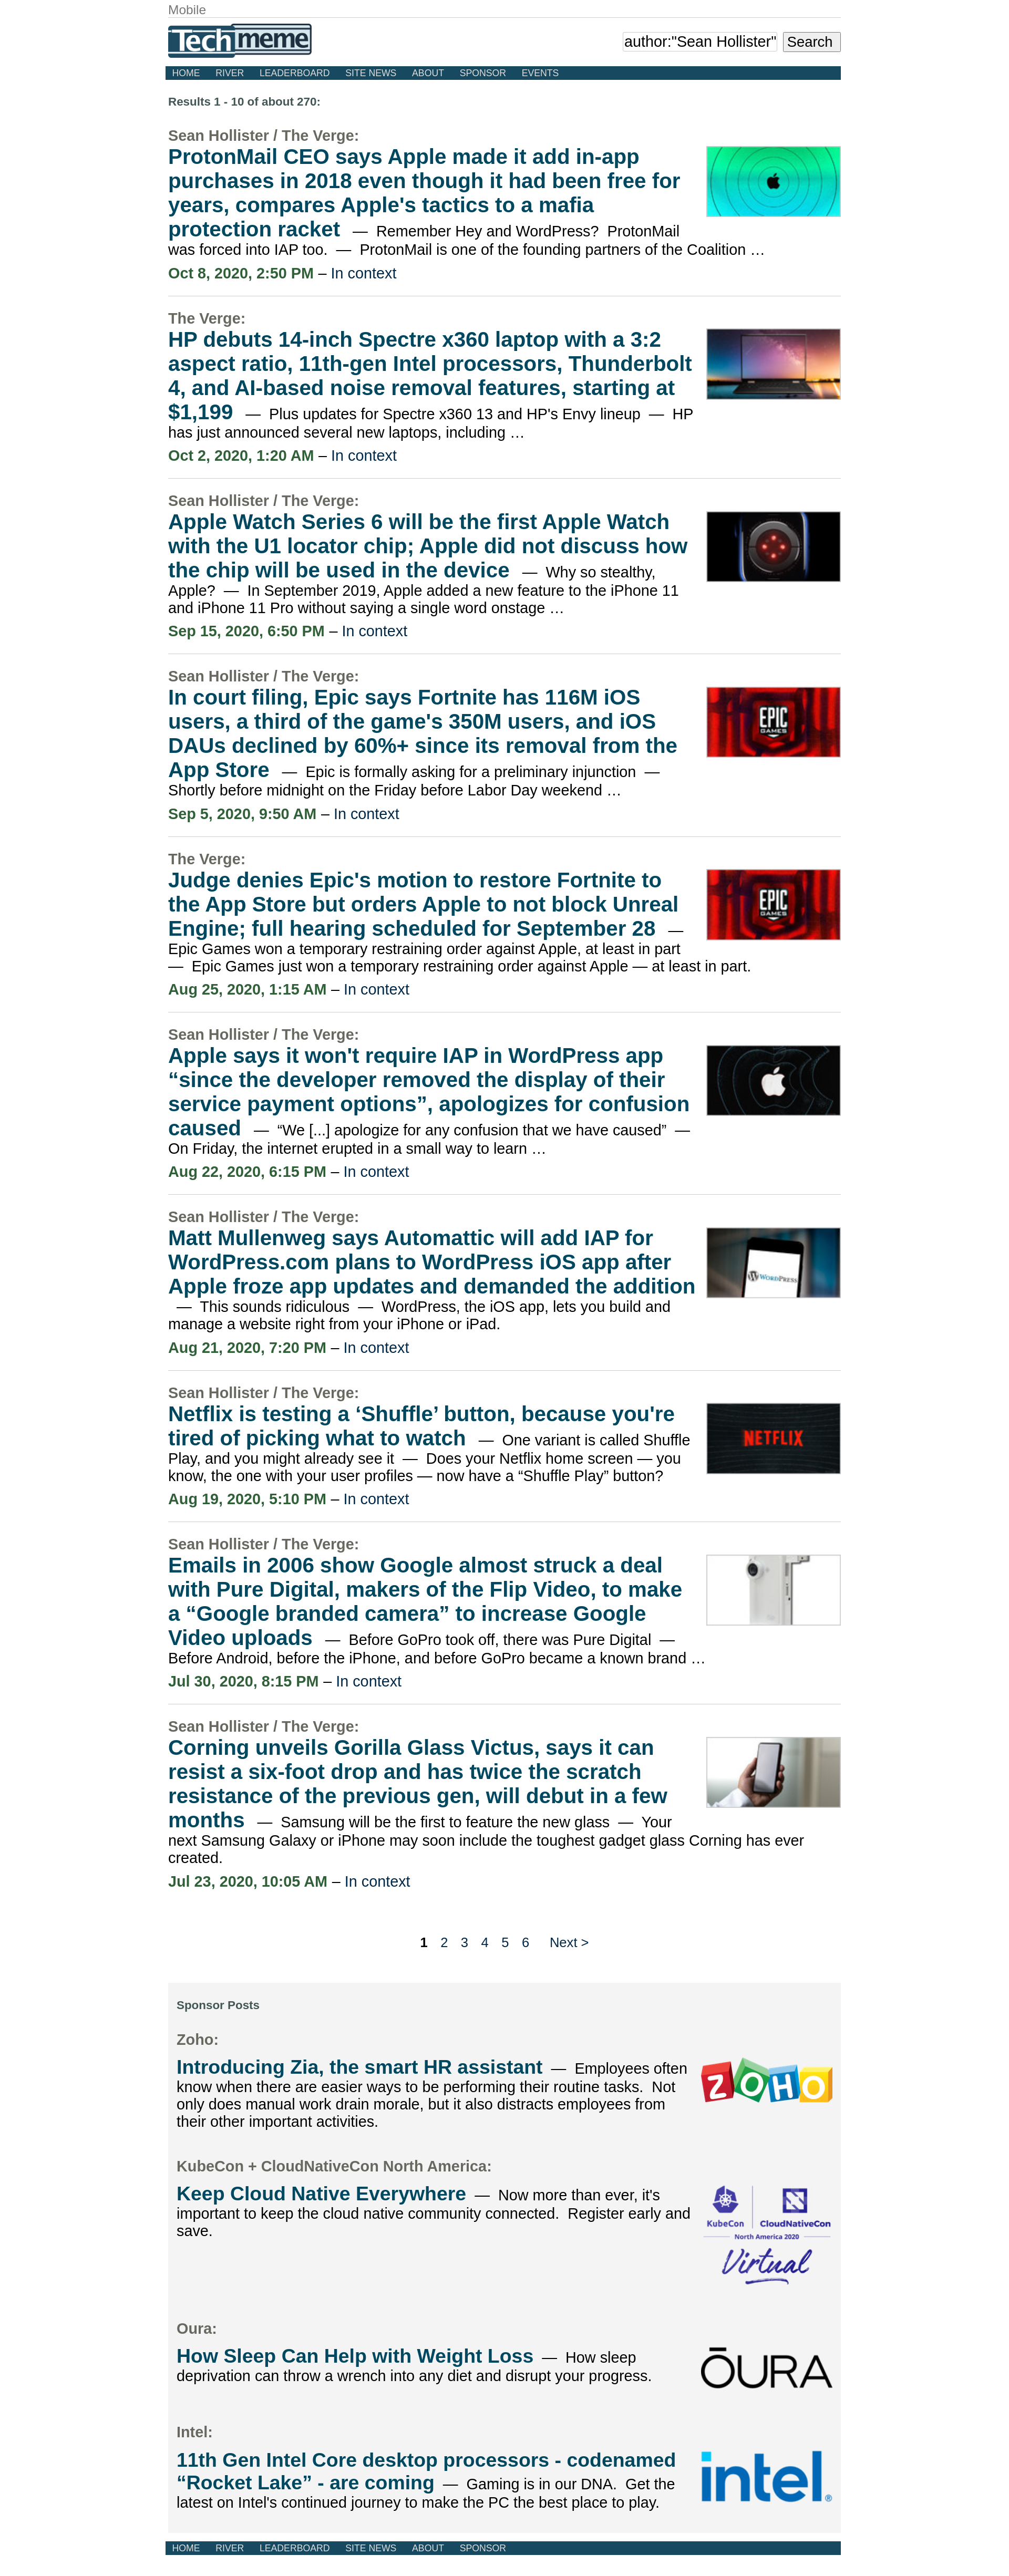 Mobile
Techmeme
author:"Sean Hollister" Search
HOME RIVER LEADERBOARD SITE NEWS ABOUT SPONSOR EVENTS
Results 1 - 10 of about 270:
Sean Hollister / The Verge:
ProtonMail CEO says Apple made it add in-app
purchases in 2018 even though it had been free for
years, compares Apple's tactics to a mafia
protection racket — Remember Hey and WordPress? ProtonMail
was forced into IAP too. — ProtonMail is one of the founding partners of the Coalition …
Oct 8, 2020, 2:50 PM – In context
The Verge:
HP debuts 14-inch Spectre x360 laptop with a 3:2
aspect ratio, 11th-gen Intel processors, Thunderbolt
4, and AI-based noise removal features, starting at
$1,199 — Plus updates for Spectre x360 13 and HP's Envy lineup — HP
has just announced several new laptops, including …
Oct 2, 2020, 1:20 AM – In context
Sean Hollister / The Verge:
Apple Watch Series 6 will be the first Apple Watch
with the U1 locator chip; Apple did not discuss how
the chip will be used in the device — Why so stealthy,
Apple? — In September 2019, Apple added a new feature to the iPhone 11
and iPhone 11 Pro without saying a single word onstage …
Sep 15, 2020, 6:50 PM – In context
Sean Hollister / The Verge:
In court filing, Epic says Fortnite has 116M iOS
users, a third of the game's 350M users, and iOS
DAUs declined by 60%+ since its removal from the
App Store — Epic is formally asking for a preliminary injunction —
Shortly before midnight on the Friday before Labor Day weekend …
EPIC
GAMES
Sep 5, 2020, 9:50 AM – In context
The Verge:
Judge denies Epic's motion to restore Fortnite to
the App Store but orders Apple to not block Unreal
Engine; full hearing scheduled for September 28 —
Epic Games won a temporary restraining order against Apple, at least in part
— Epic Games just won a temporary restraining order against Apple — at least in part.
EPIC
GAMES
Aug 25, 2020, 1:15 AM – In context
Sean Hollister / The Verge:
Apple says it won't require IAP in WordPress app
“since the developer removed the display of their
service payment options”, apologizes for confusion
caused — “We [...] apologize for any confusion that we have caused” —
On Friday, the internet erupted in a small way to learn …
Aug 22, 2020, 6:15 PM – In context
Sean Hollister / The Verge:
Matt Mullenweg says Automattic will add IAP for
WordPress.com plans to WordPress iOS app after
Apple froze app updates and demanded the addition
— This sounds ridiculous — WordPress, the iOS app, lets you build and
manage a website right from your iPhone or iPad.
WORDPRESS
Aug 21, 2020, 7:20 PM – In context
Sean Hollister / The Verge:
Netflix is testing a ‘Shuffle’ button, because you're
tired of picking what to watch — One variant is called Shuffle
Play, and you might already see it — Does your Netflix home screen — you
know, the one with your user profiles — now have a “Shuffle Play” button?
NETFLIX
Aug 19, 2020, 5:10 PM – In context
Sean Hollister / The Verge:
Emails in 2006 show Google almost struck a deal
with Pure Digital, makers of the Flip Video, to make
a “Google branded camera” to increase Google
Video uploads — Before GoPro took off, there was Pure Digital —
Before Android, before the iPhone, and before GoPro became a known brand …
Jul 30, 2020, 8:15 PM – In context
Sean Hollister / The Verge:
Corning unveils Gorilla Glass Victus, says it can
resist a six-foot drop and has twice the scratch
resistance of the previous gen, will debut in a few
months — Samsung will be the first to feature the new glass — Your
next Samsung Galaxy or iPhone may soon include the toughest gadget glass Corning has ever
created.
Jul 23, 2020, 10:05 AM – In context
1 2 3 4 5 6 Next >
Sponsor Posts
Zoho:
Introducing Zia, the smart HR assistant — Employees often
know when there are easier ways to be performing their routine tasks. Not
only does manual work drain morale, but it also distracts employees from
their other important activities.
ZOHO
KubeCon + CloudNativeCon North America:
Keep Cloud Native Everywhere — Now more than ever, it's
important to keep the cloud native community connected. Register early and
save.
KubeCon CloudNativeCon
North America 2020
Virtual
Oura:
How Sleep Can Help with Weight Loss — How sleep
deprivation can throw a wrench into any diet and disrupt your progress.
ŌURA
Intel:
11th Gen Intel Core desktop processors - codenamed
“Rocket Lake” - are coming — Gaming is in our DNA. Get the
latest on Intel's continued journey to make the PC the best place to play.
intel®
HOME RIVER LEADERBOARD SITE NEWS ABOUT SPONSOR